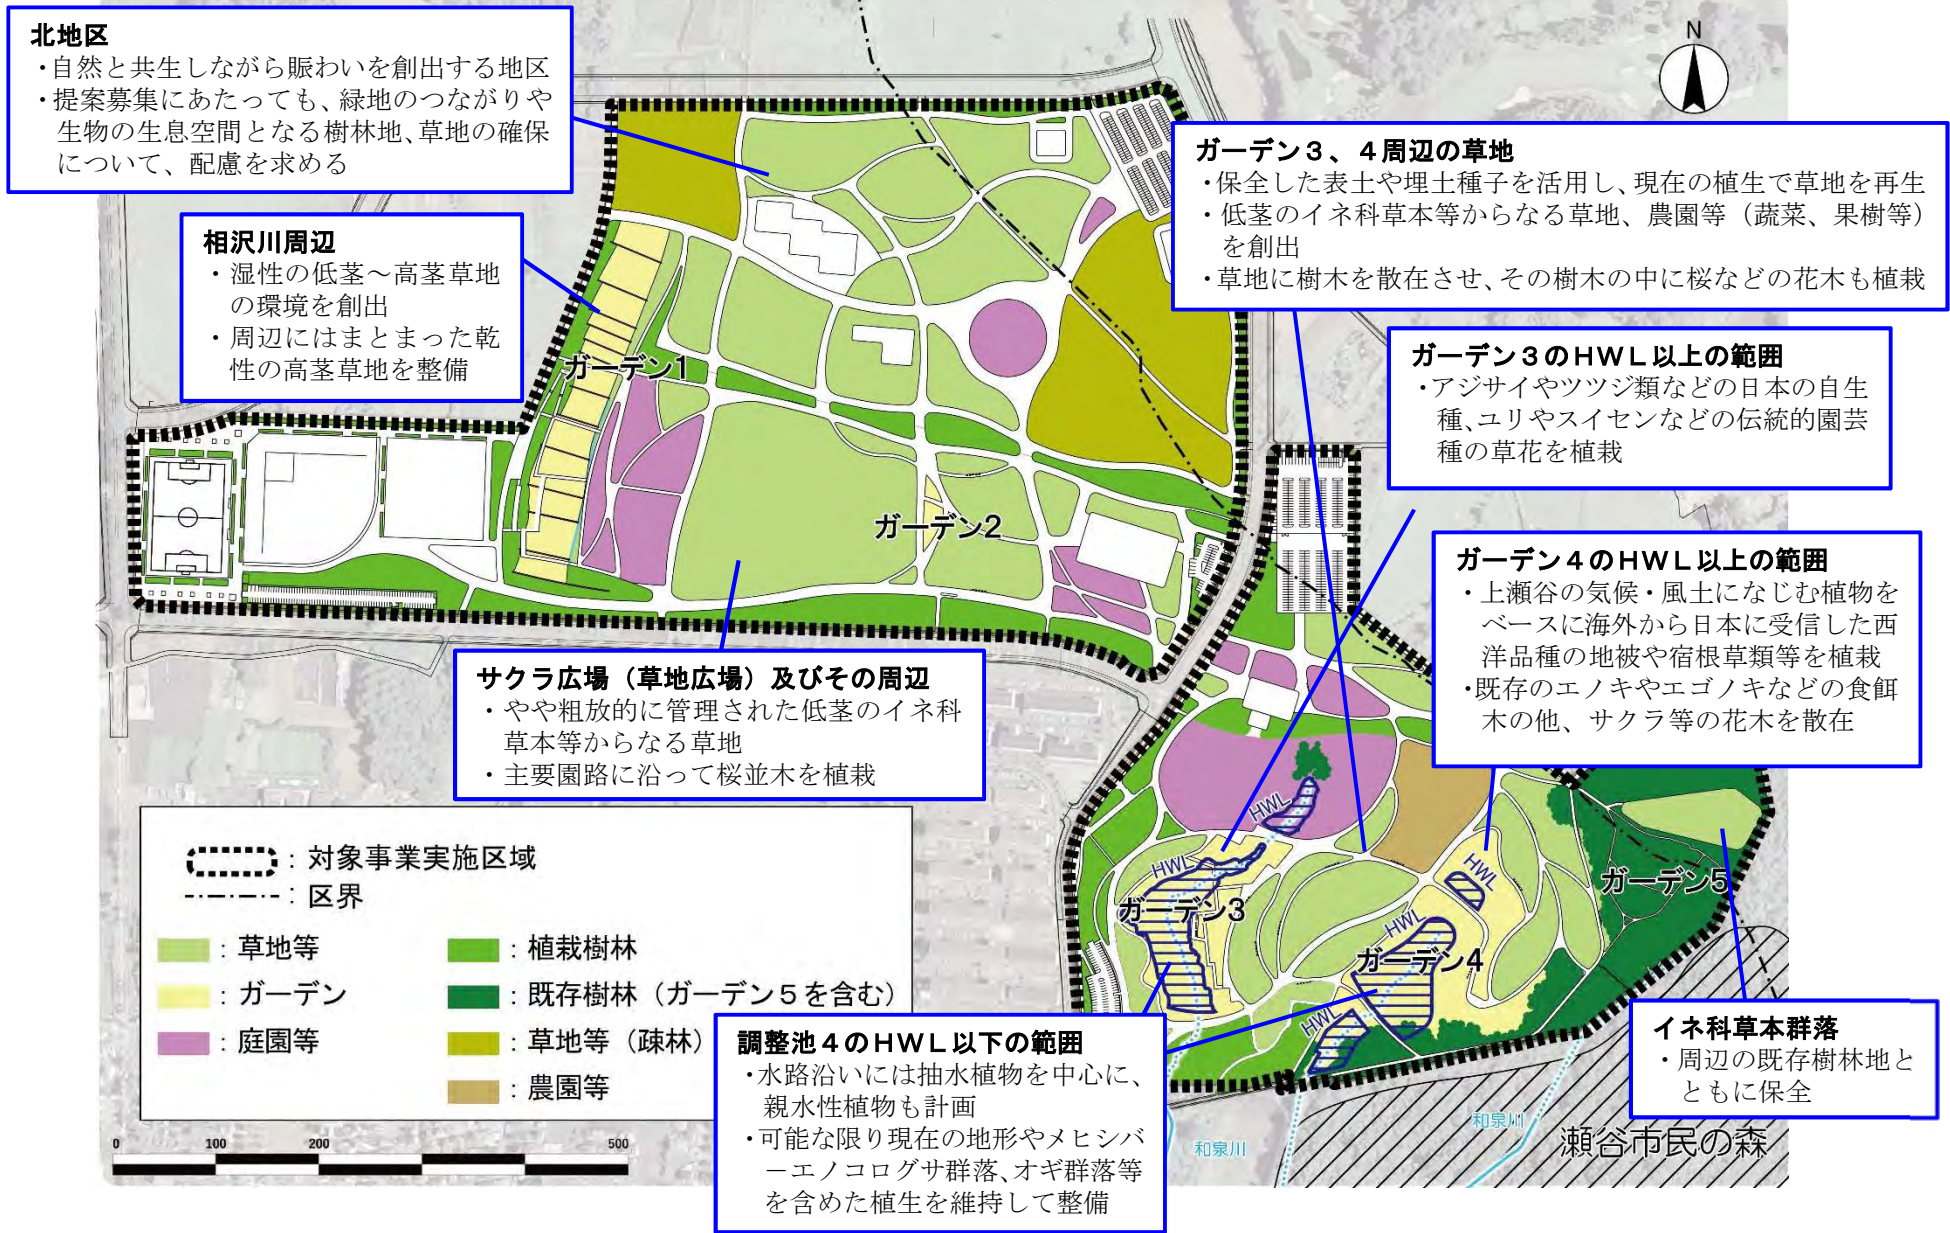 北地区
・自然と共生しながら賑わいを創出する地区
・提案募集にあたっても、緑地のつながりや
生物の生息空間となる樹林地、草地の確保
について、配慮を求める
N
ガーデン３、４周辺の草地
・保全した表土や埋土種子を活用し、現在の植生で草地を再生
・低茎のイネ科草本等からなる草地、農園等（蔬菜、果樹等）
を創出
・草地に樹木を散在させ、その樹木の中に桜などの花木も植栽
相沢川周辺
・湿性の低茎～高茎草地
の環境を創出
・周辺にはまとまった乾
性の高茎草地を整備
ガーデン３のＨＷＬ以上の範囲
・アジサイやツツジ類などの日本の自生
種、ユリやスイセンなどの伝統的園芸
種の草花を植栽
ガーデン1
ガーデン2
ガーデン４のＨＷＬ以上の範囲
・上瀬谷の気候・風土になじむ植物を
ベースに海外から日本に受信した西
洋品種の地被や宿根草類等を植栽
・既存のエノキやエゴノキなどの食餌
木の他、サクラ等の花木を散在
サクラ広場（草地広場）及びその周辺
・やや粗放的に管理された低茎のイネ科
草本等からなる草地
・主要園路に沿って桜並木を植栽
HWL
HWL
HWL
ガーデン5
ガーデン3
HWL
ガーデン4
HWL
：対象事業実施区域
：区界
：草地等
：植栽樹林
：ガーデン
：既存樹林（ガーデン５を含む）
：庭園等
：草地等（疎林）
：農園等
調整池４のＨＷＬ以下の範囲
・水路沿いには抽水植物を中心に、
親水性植物も計画
・可能な限り現在の地形やメヒシバ
－エノコログサ群落、オギ群落等
を含めた植生を維持して整備
イネ科草本群落
・周辺の既存樹林地と
ともに保全
和泉川
和泉川
瀬谷市民の森
0 100 200 500